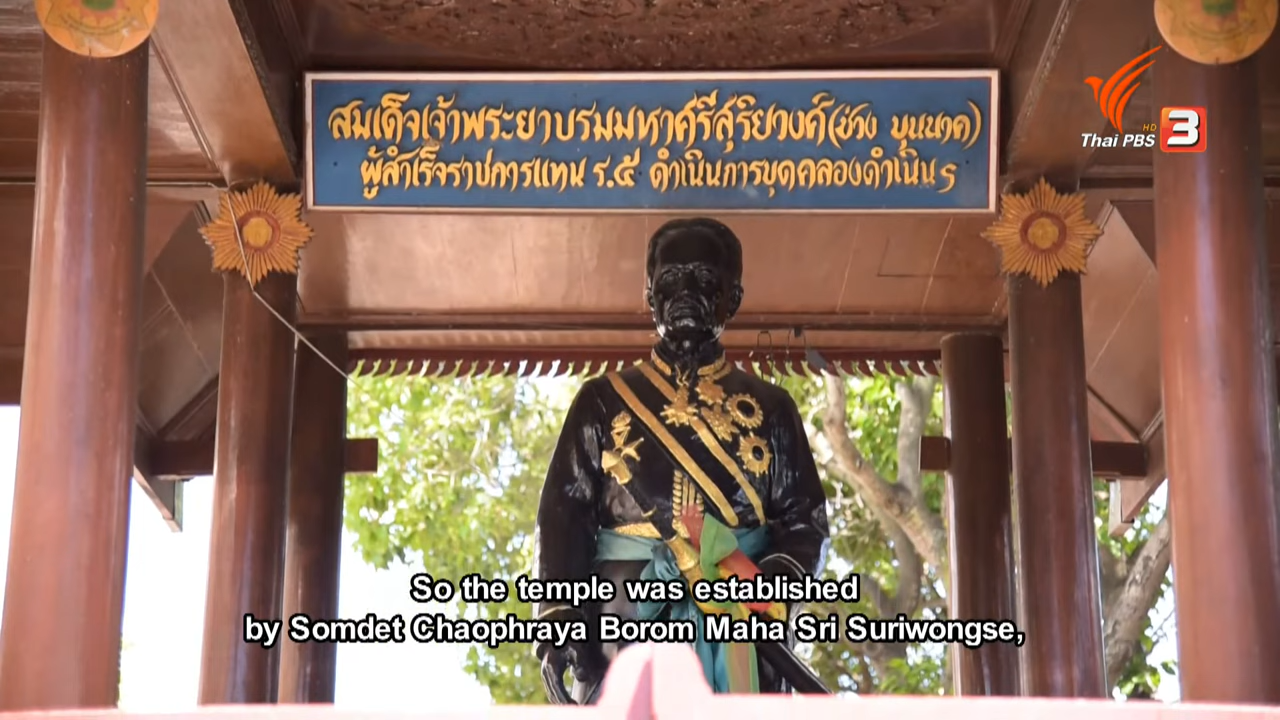 สมเด็จเจ้าพระยาบรมมหาศรีสุริยวงศ์(ช่วง บุนนาค)
ผู้สำเร็จราชการแทน ร.๕ ดำเนินการขุดคลองดำเนินฯ
Thai PBS HD 3
So the temple was established
by Somdet Chaophraya Borom Maha Sri Suriwongse,